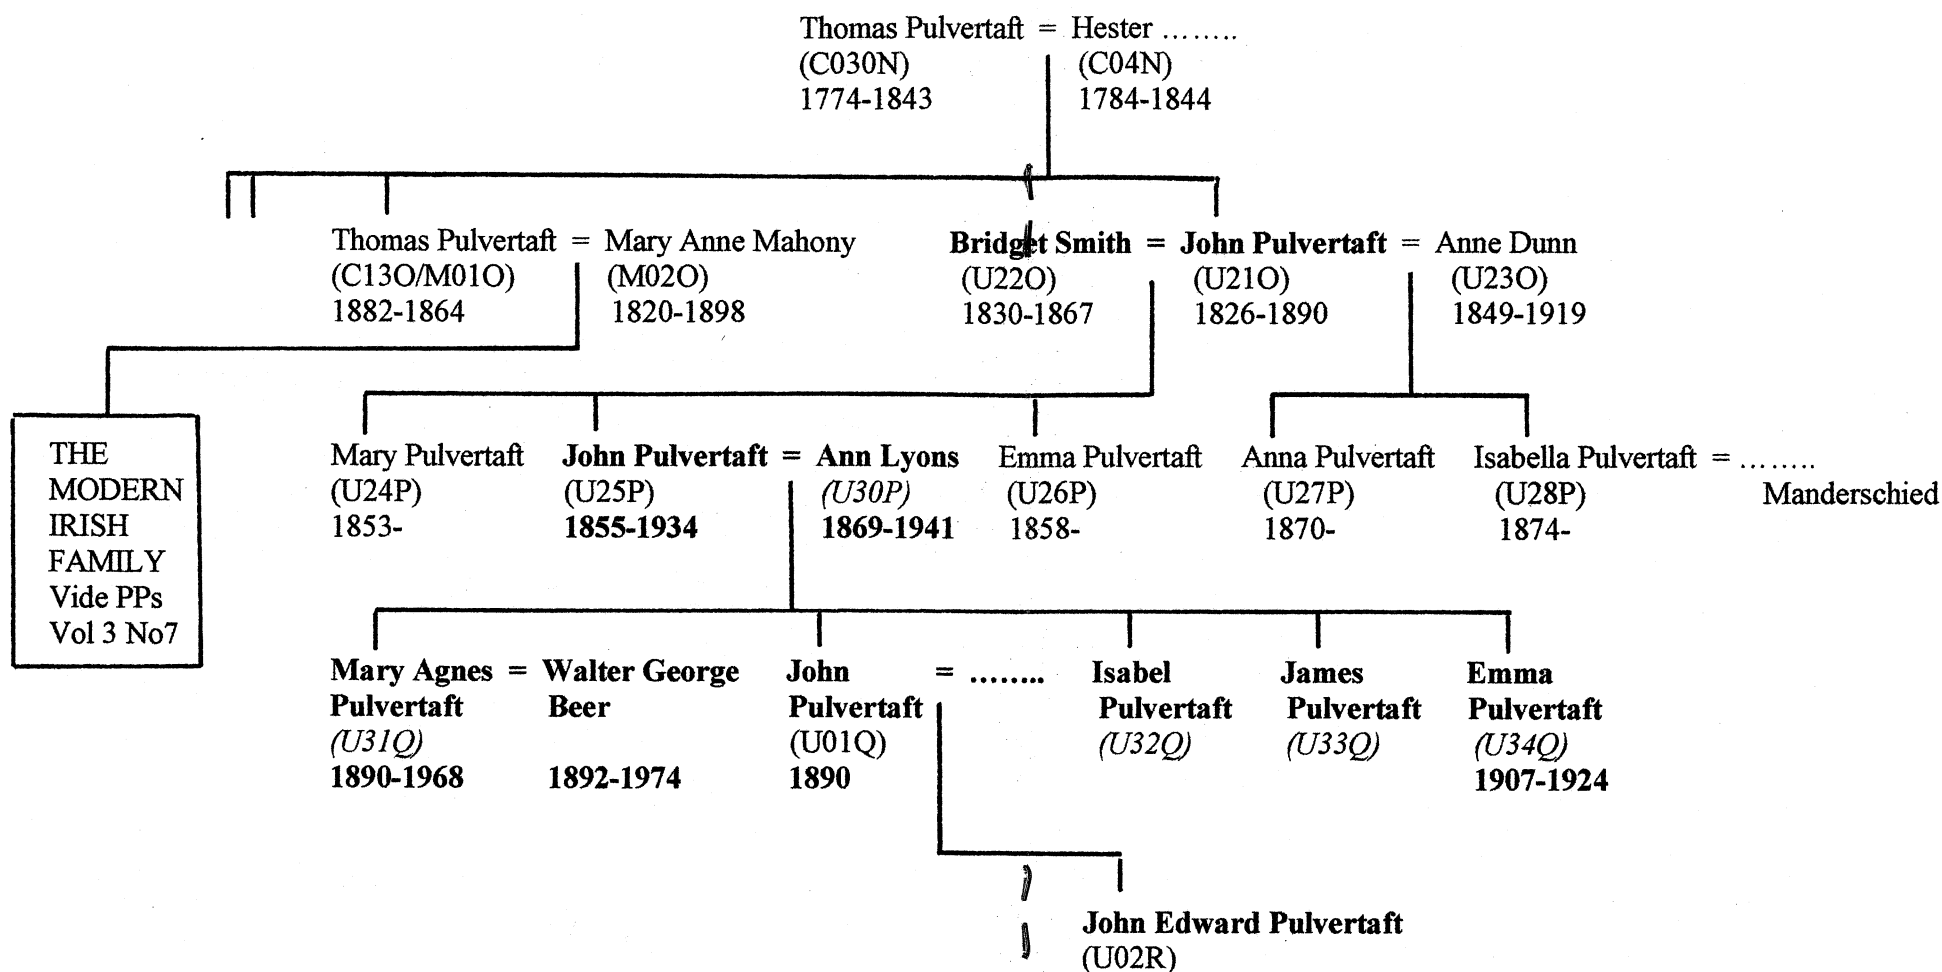 Thomas Pulvertaft = Hester ........
(C030N) (C04N)
1774-1843 1784-1844
Thomas Pulvertaft = Mary Anne Mahony Bridget Smith = John Pulvertaft = Anne Dunn
(C13O/M01O) (M02O) (U22O) (U21O) (U23O)
1882-1864 1820-1898 1830-1867 1826-1890 1849-1919
THE
MODERN
IRISH
FAMILY
Vide PPs
Vol 3 No7
Mary Pulvertaft John Pulvertaft = Ann Lyons Emma Pulvertaft Anna Pulvertaft Isabella Pulvertaft = ........
(U24P) (U25P) (U30P) (U26P) (U27P) (U28P) Manderschied
1853- 1855-1934 1869-1941 1858- 1870- 1874-
Mary Agnes = Walter George John = ........ Isabel James Emma
Pulvertaft Beer Pulvertaft Pulvertaft Pulvertaft Pulvertaft
(U31Q) (U01Q) (U32Q) (U33Q) (U34Q)
1890-1968 1892-1974 1890 1907-1924
John Edward Pulvertaft
(U02R)